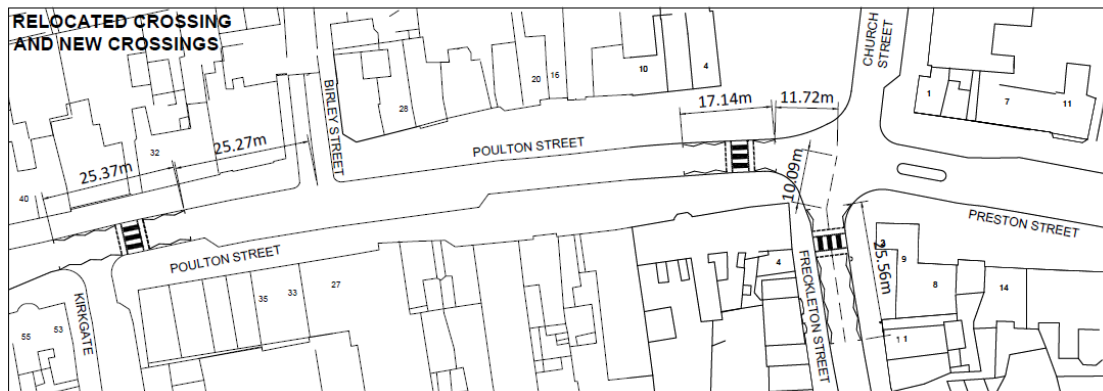 RELOCATED CROSSING
AND NEW CROSSINGS
CHURCH
STREET
BIRLEY STREET
20
16
10
4
28
1
7
11
17.14m
11.72m
32
25.27m
25.37m
40
POULTON STREET
10.09m
PRESTON STREET
POULTON STREET
KIRKGATE
55
53
35
33
27
4
FRECKLETON STREET
3
9
25.56m
8
14
11